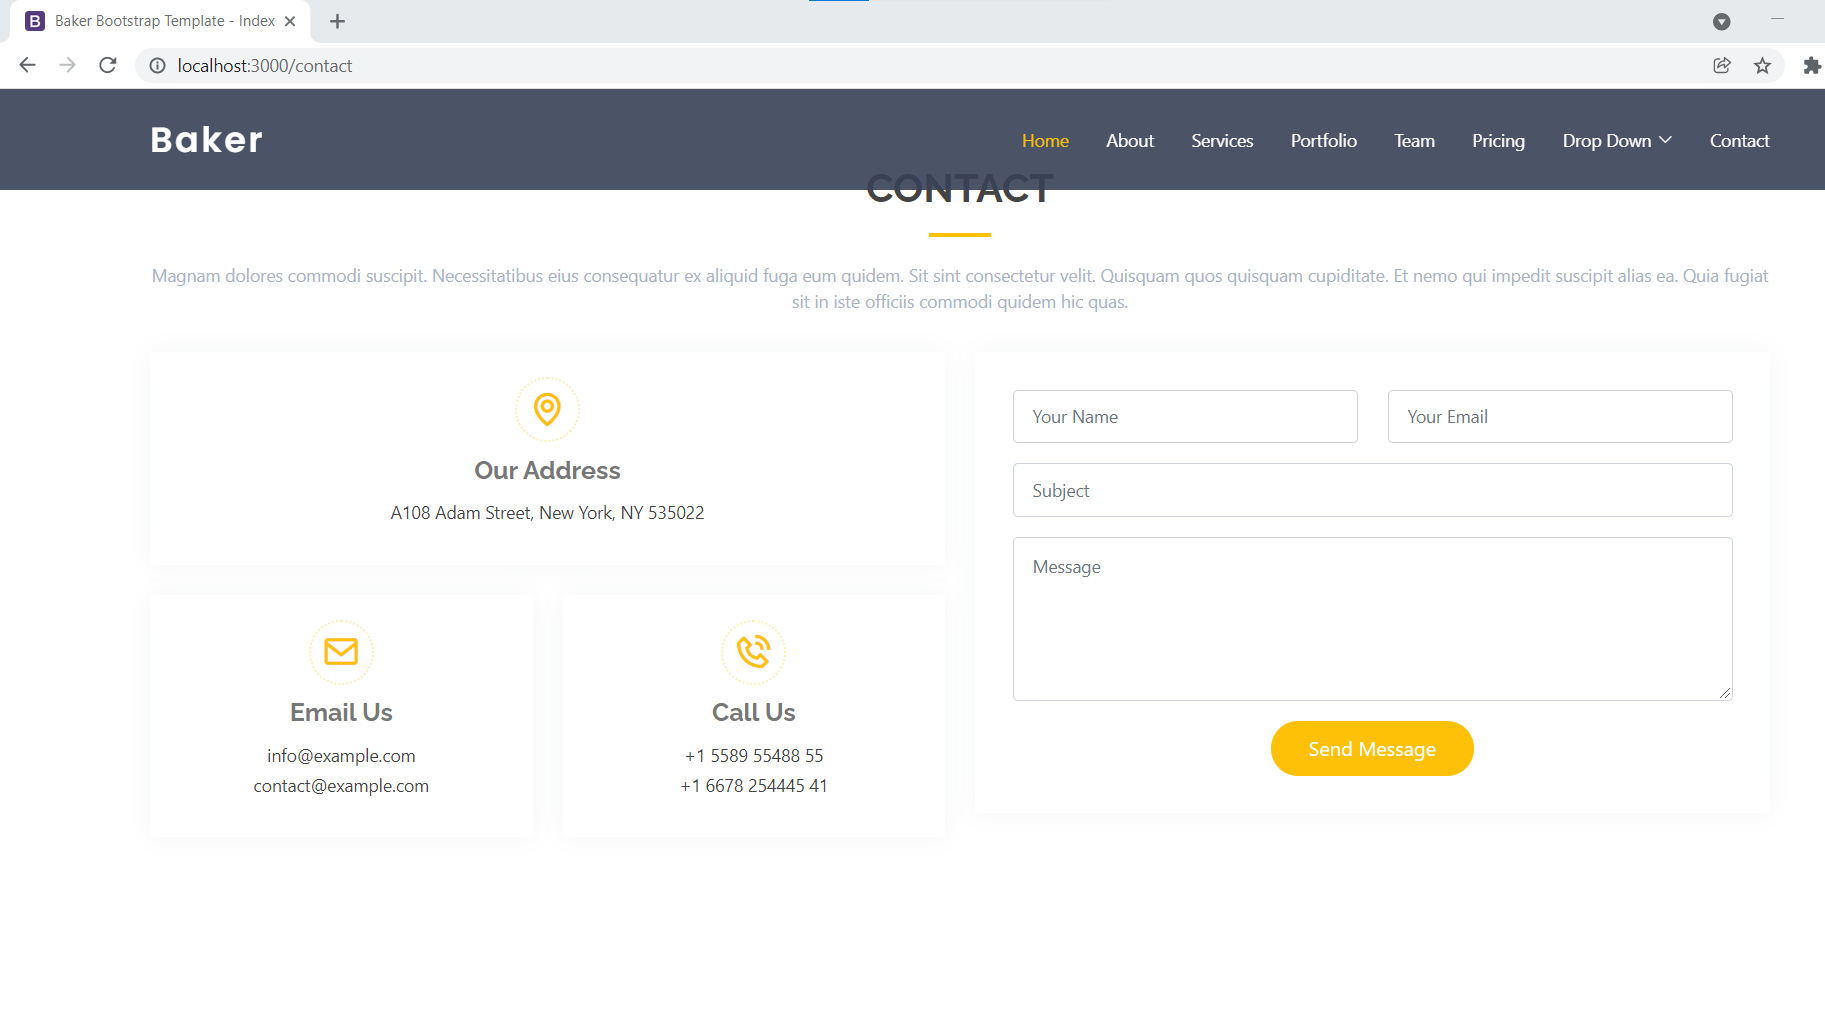 Baker Bootstrap Template - Index
localhost:3000/contact
Baker
Home About Services Portfolio Team Pricing Drop Down Contact
CONTACT
Magnam dolores commodi suscipit. Necessitatibus eius consequatur ex aliquid fuga eum quidem. Sit sint consectetur velit. Quisquam quos quisquam cupiditate. Et nemo qui impedit suscipit alias ea. Quia fugiat
sit in iste officiis commodi quidem hic quas.
Our Address
A108 Adam Street, New York, NY 535022
Email Us
info@example.com
contact@example.com
Call Us
+1 5589 55488 55
+1 6678 254445 41
Your Name
Your Email
Subject
Message
Send Message